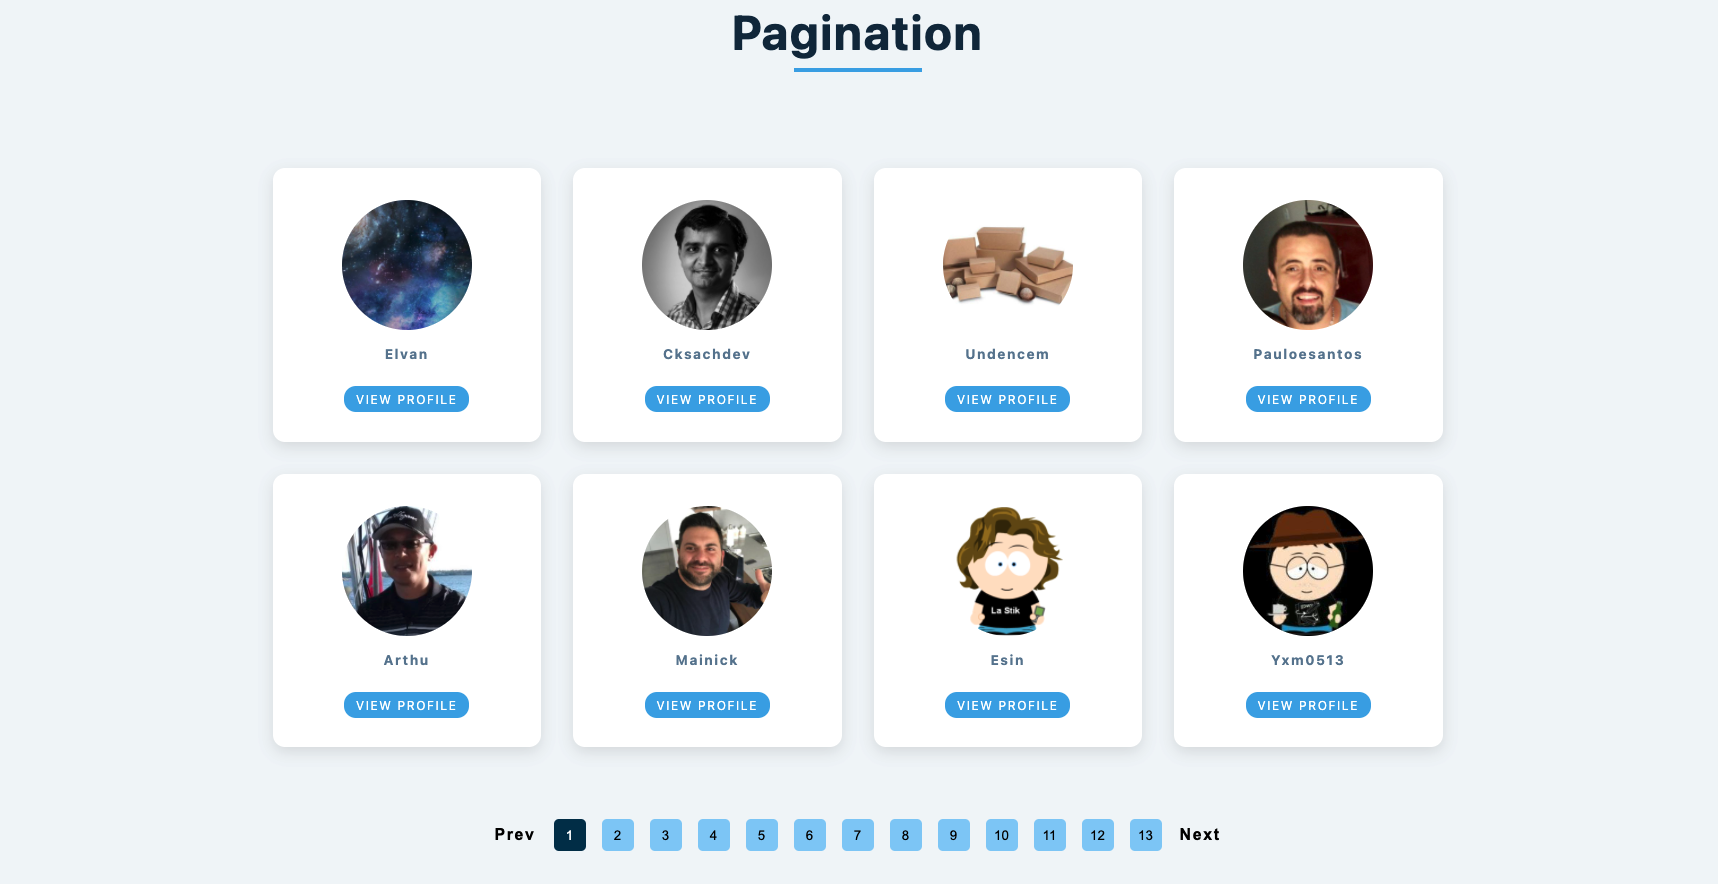 Pagination
Elvan
Cksachdev
Undencem
Pauloesantos
VIEW PROFILE
VIEW PROFILE
VIEW PROFILE
VIEW PROFILE
La Stik
Arthu
Mainick
Esin
Yxm0513
VIEW PROFILE
VIEW PROFILE
VIEW PROFILE
VIEW PROFILE
Prev 1 2 3 4 5 6 7 8 9 10 11 12 13 Next